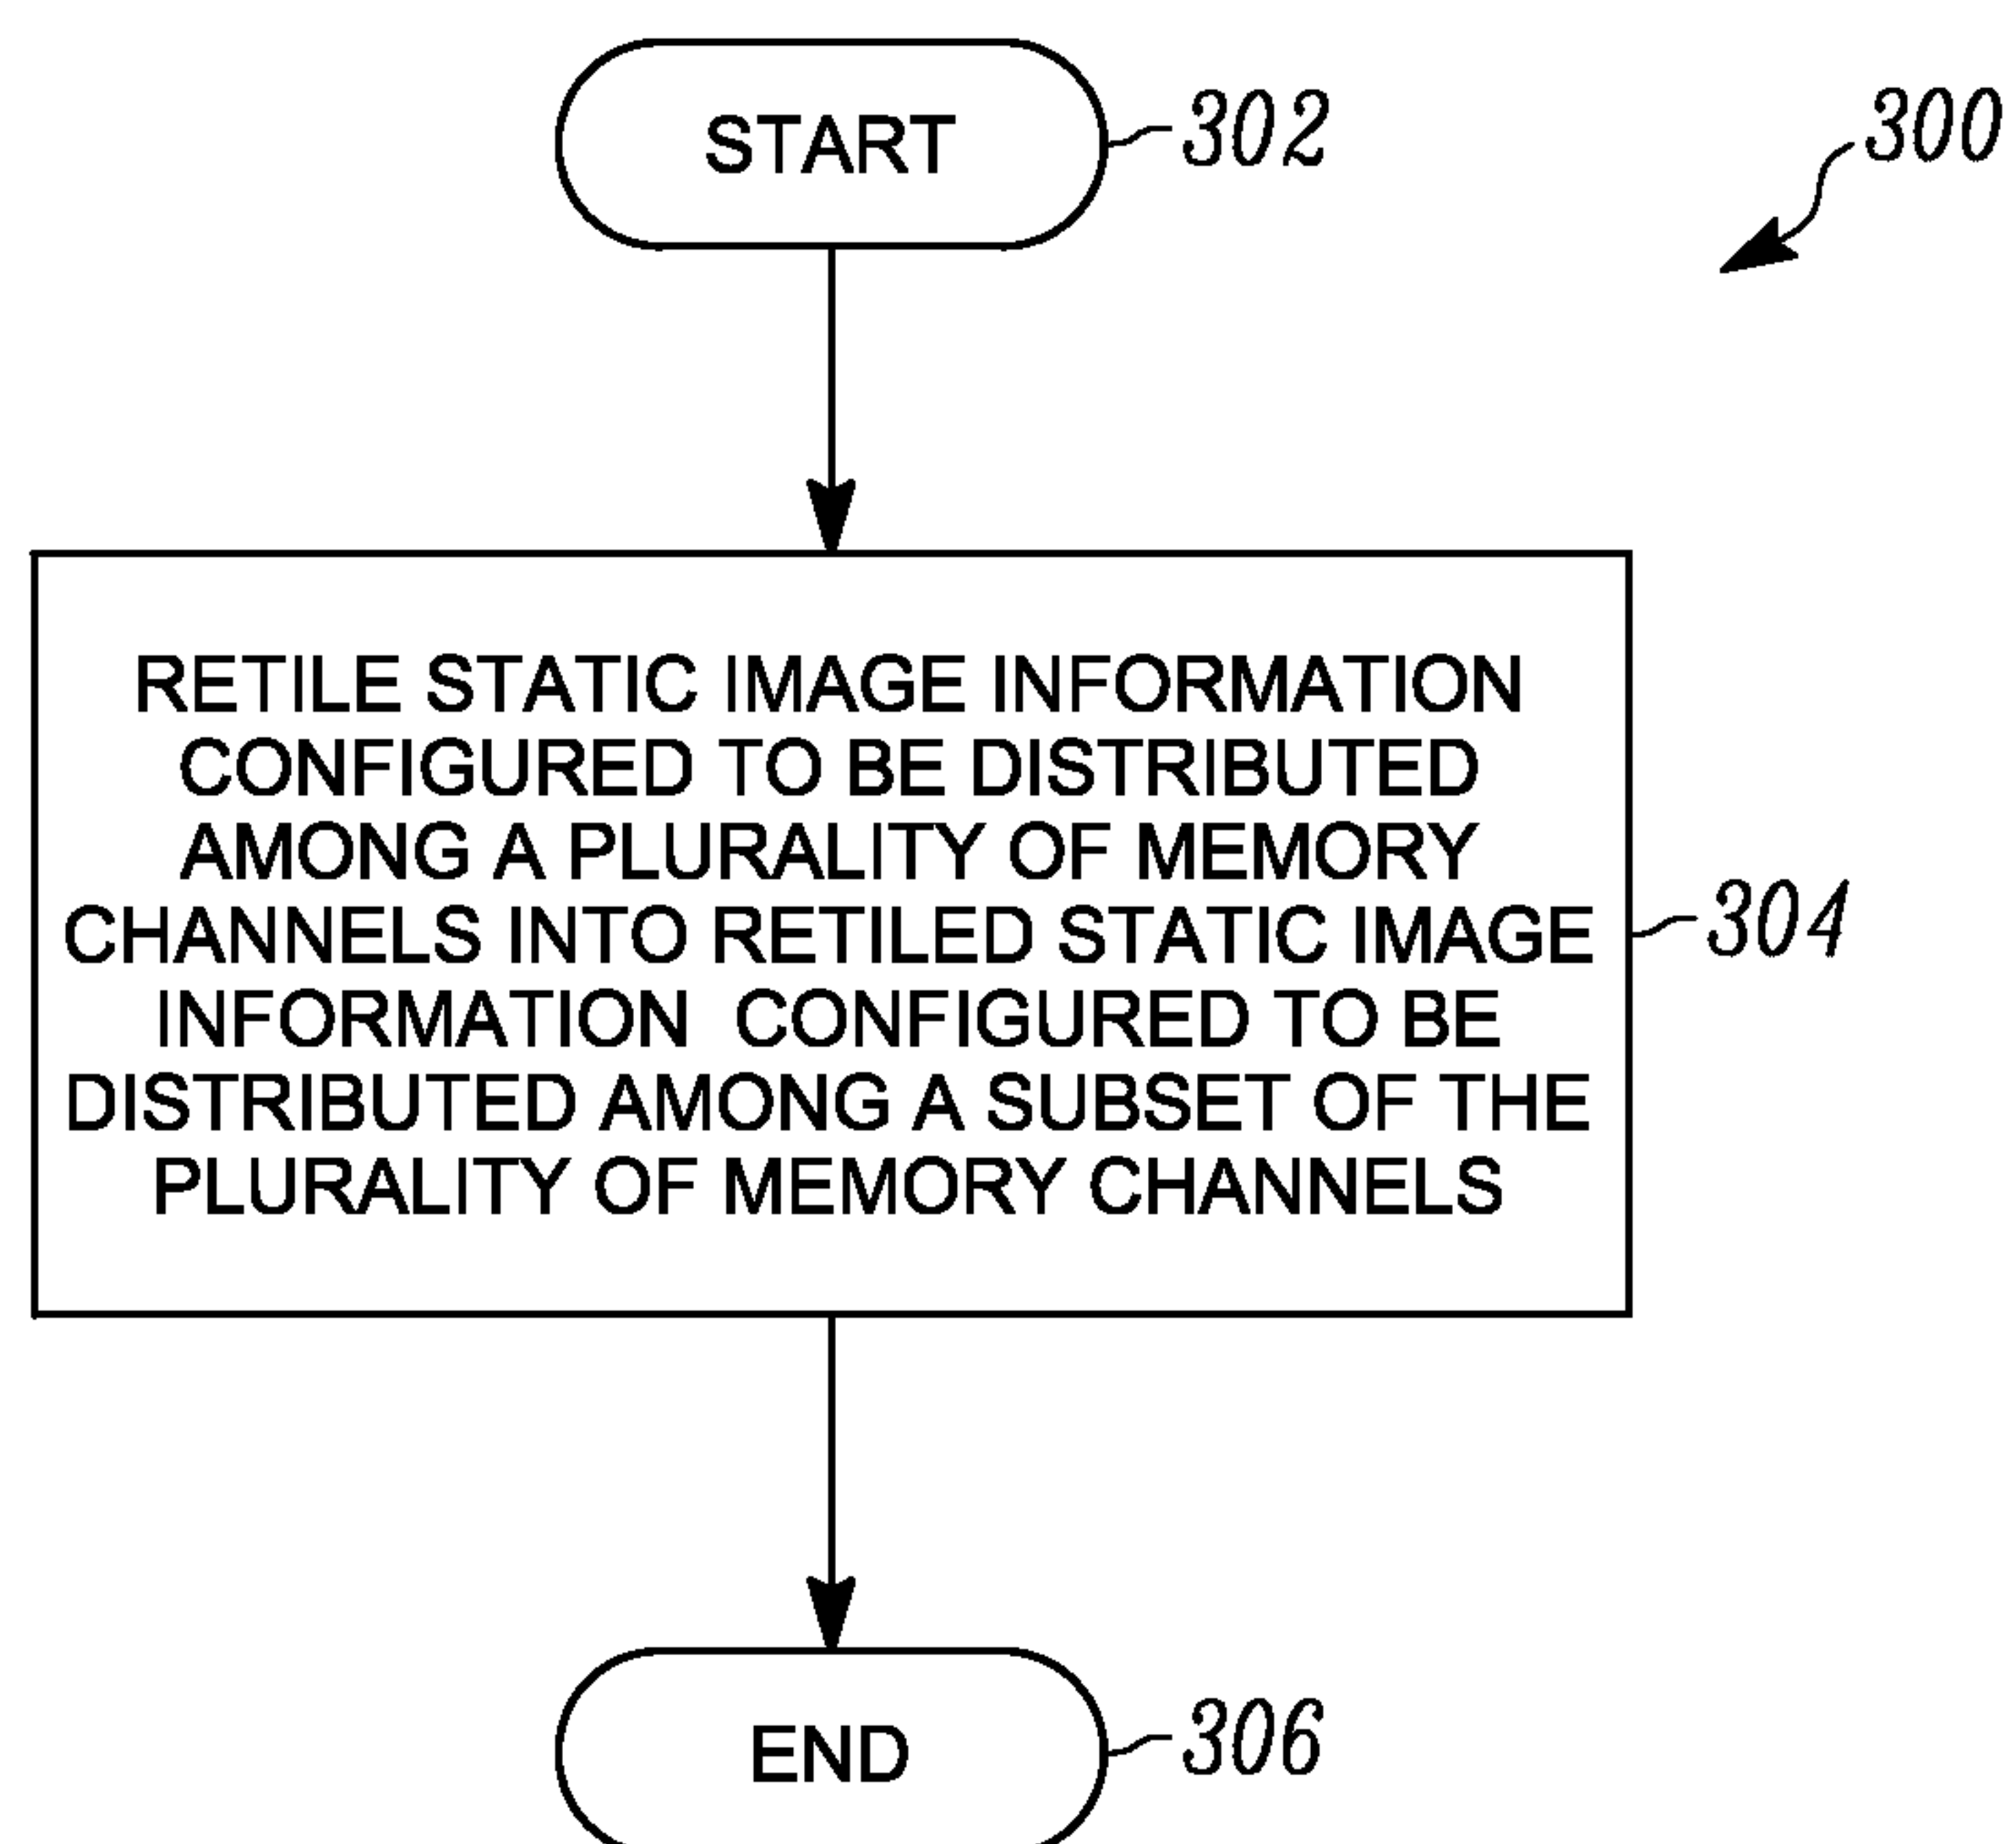 START
302
300
RETILE STATIC IMAGE INFORMATION
CONFIGURED TO BE DISTRIBUTED
AMONG A PLURALITY OF MEMORY
CHANNELS INTO RETILED STATIC IMAGE
INFORMATION CONFIGURED TO BE
DISTRIBUTED AMONG A SUBSET OF THE
PLURALITY OF MEMORY CHANNELS
304
END
306